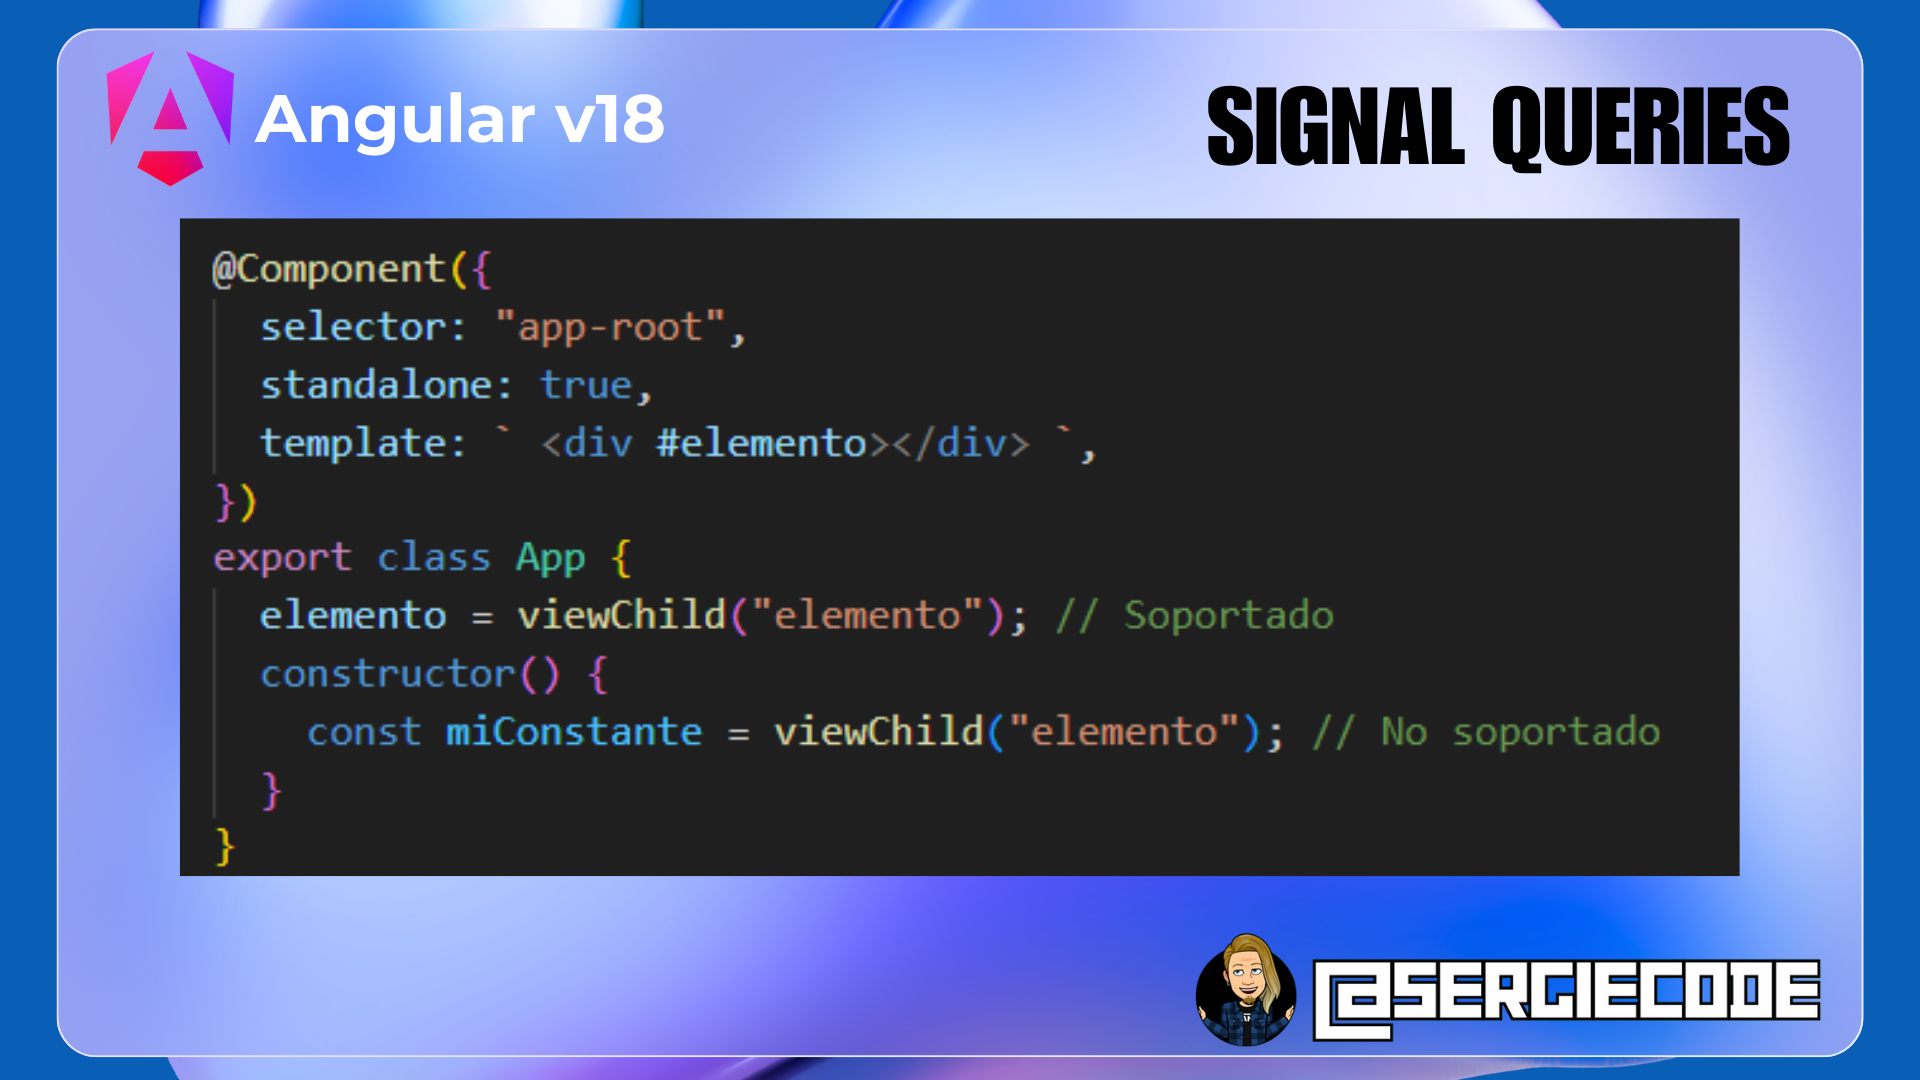 Angular v18
SIGNAL QUERIES
@Component({
  selector: "app-root",
  standalone: true,
  template: ` <div #elemento></div> `,
})
export class App {
  elemento = viewChild("elemento"); // Soportado
  constructor() {
    const miConstante = viewChild("elemento"); // No soportado
  }
}
@SERGIECODE